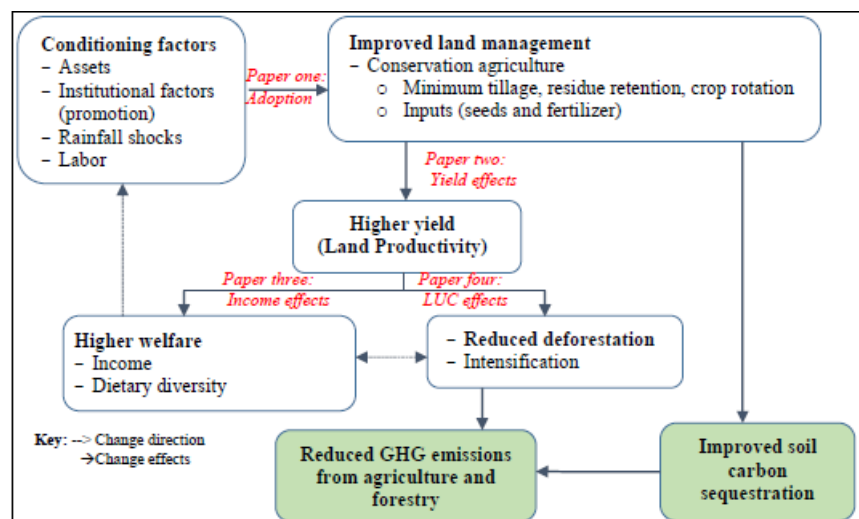 Conditioning factors
– Assets
– Institutional factors
(promotion)
– Rainfall shocks
– Labor
Paper one:
Adoption
Improved land management
– Conservation agriculture
o Minimum tillage, residue retention, crop rotation
o Inputs (seeds and fertilizer)
Paper two:
Yield effects
Higher yield
(Land Productivity)
Paper three:
Income effects
Paper four:
LUC effects
Higher welfare
– Income
– Dietary diversity
– Reduced deforestation
– Intensification
Key: --> Change direction
→Change effects
Reduced GHG emissions
from agriculture and
forestry
Improved soil
carbon
sequestration